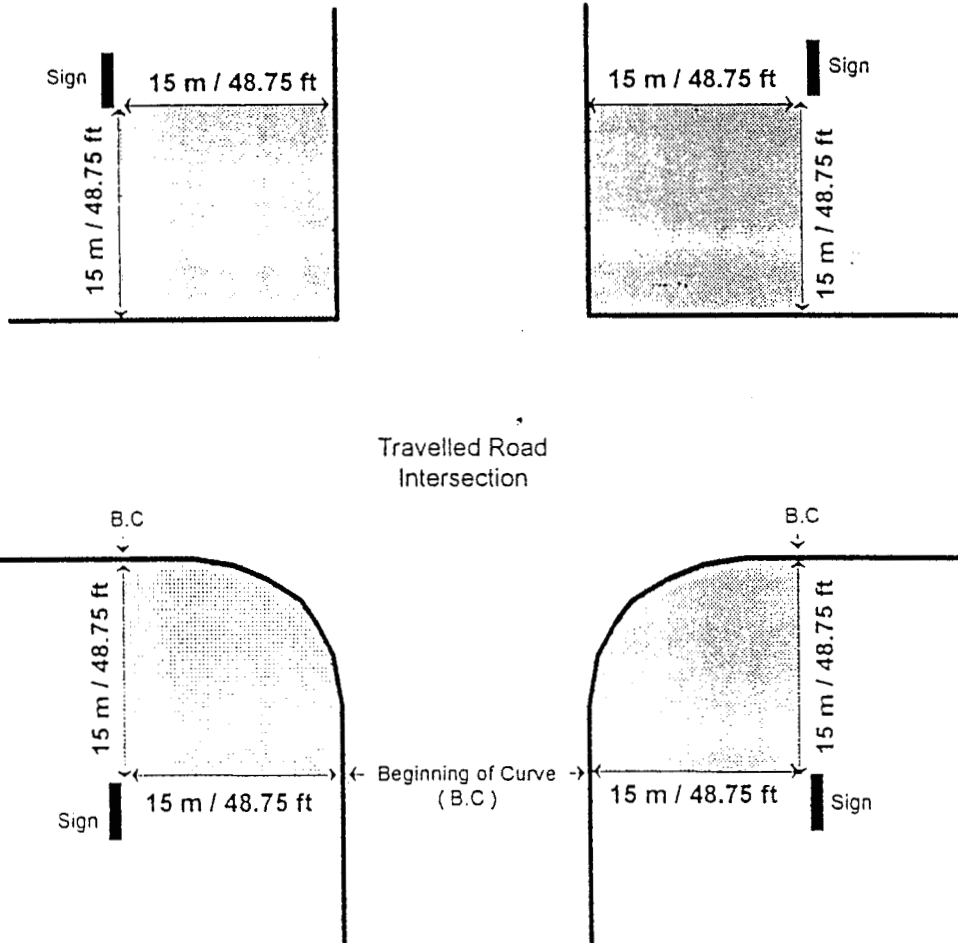 Sign
15 m / 48.75 ft
15 m / 48.75 ft
Sign
15 m / 48.75 ft
15 m / 48.75 ft
Travelled Road
Intersection
B.C
B.C
15 m / 48.75 ft
15 m / 48.75 ft
Beginning of Curve
( B.C )
15 m / 48.75 ft
15 m / 48.75 ft
Sign
Sign